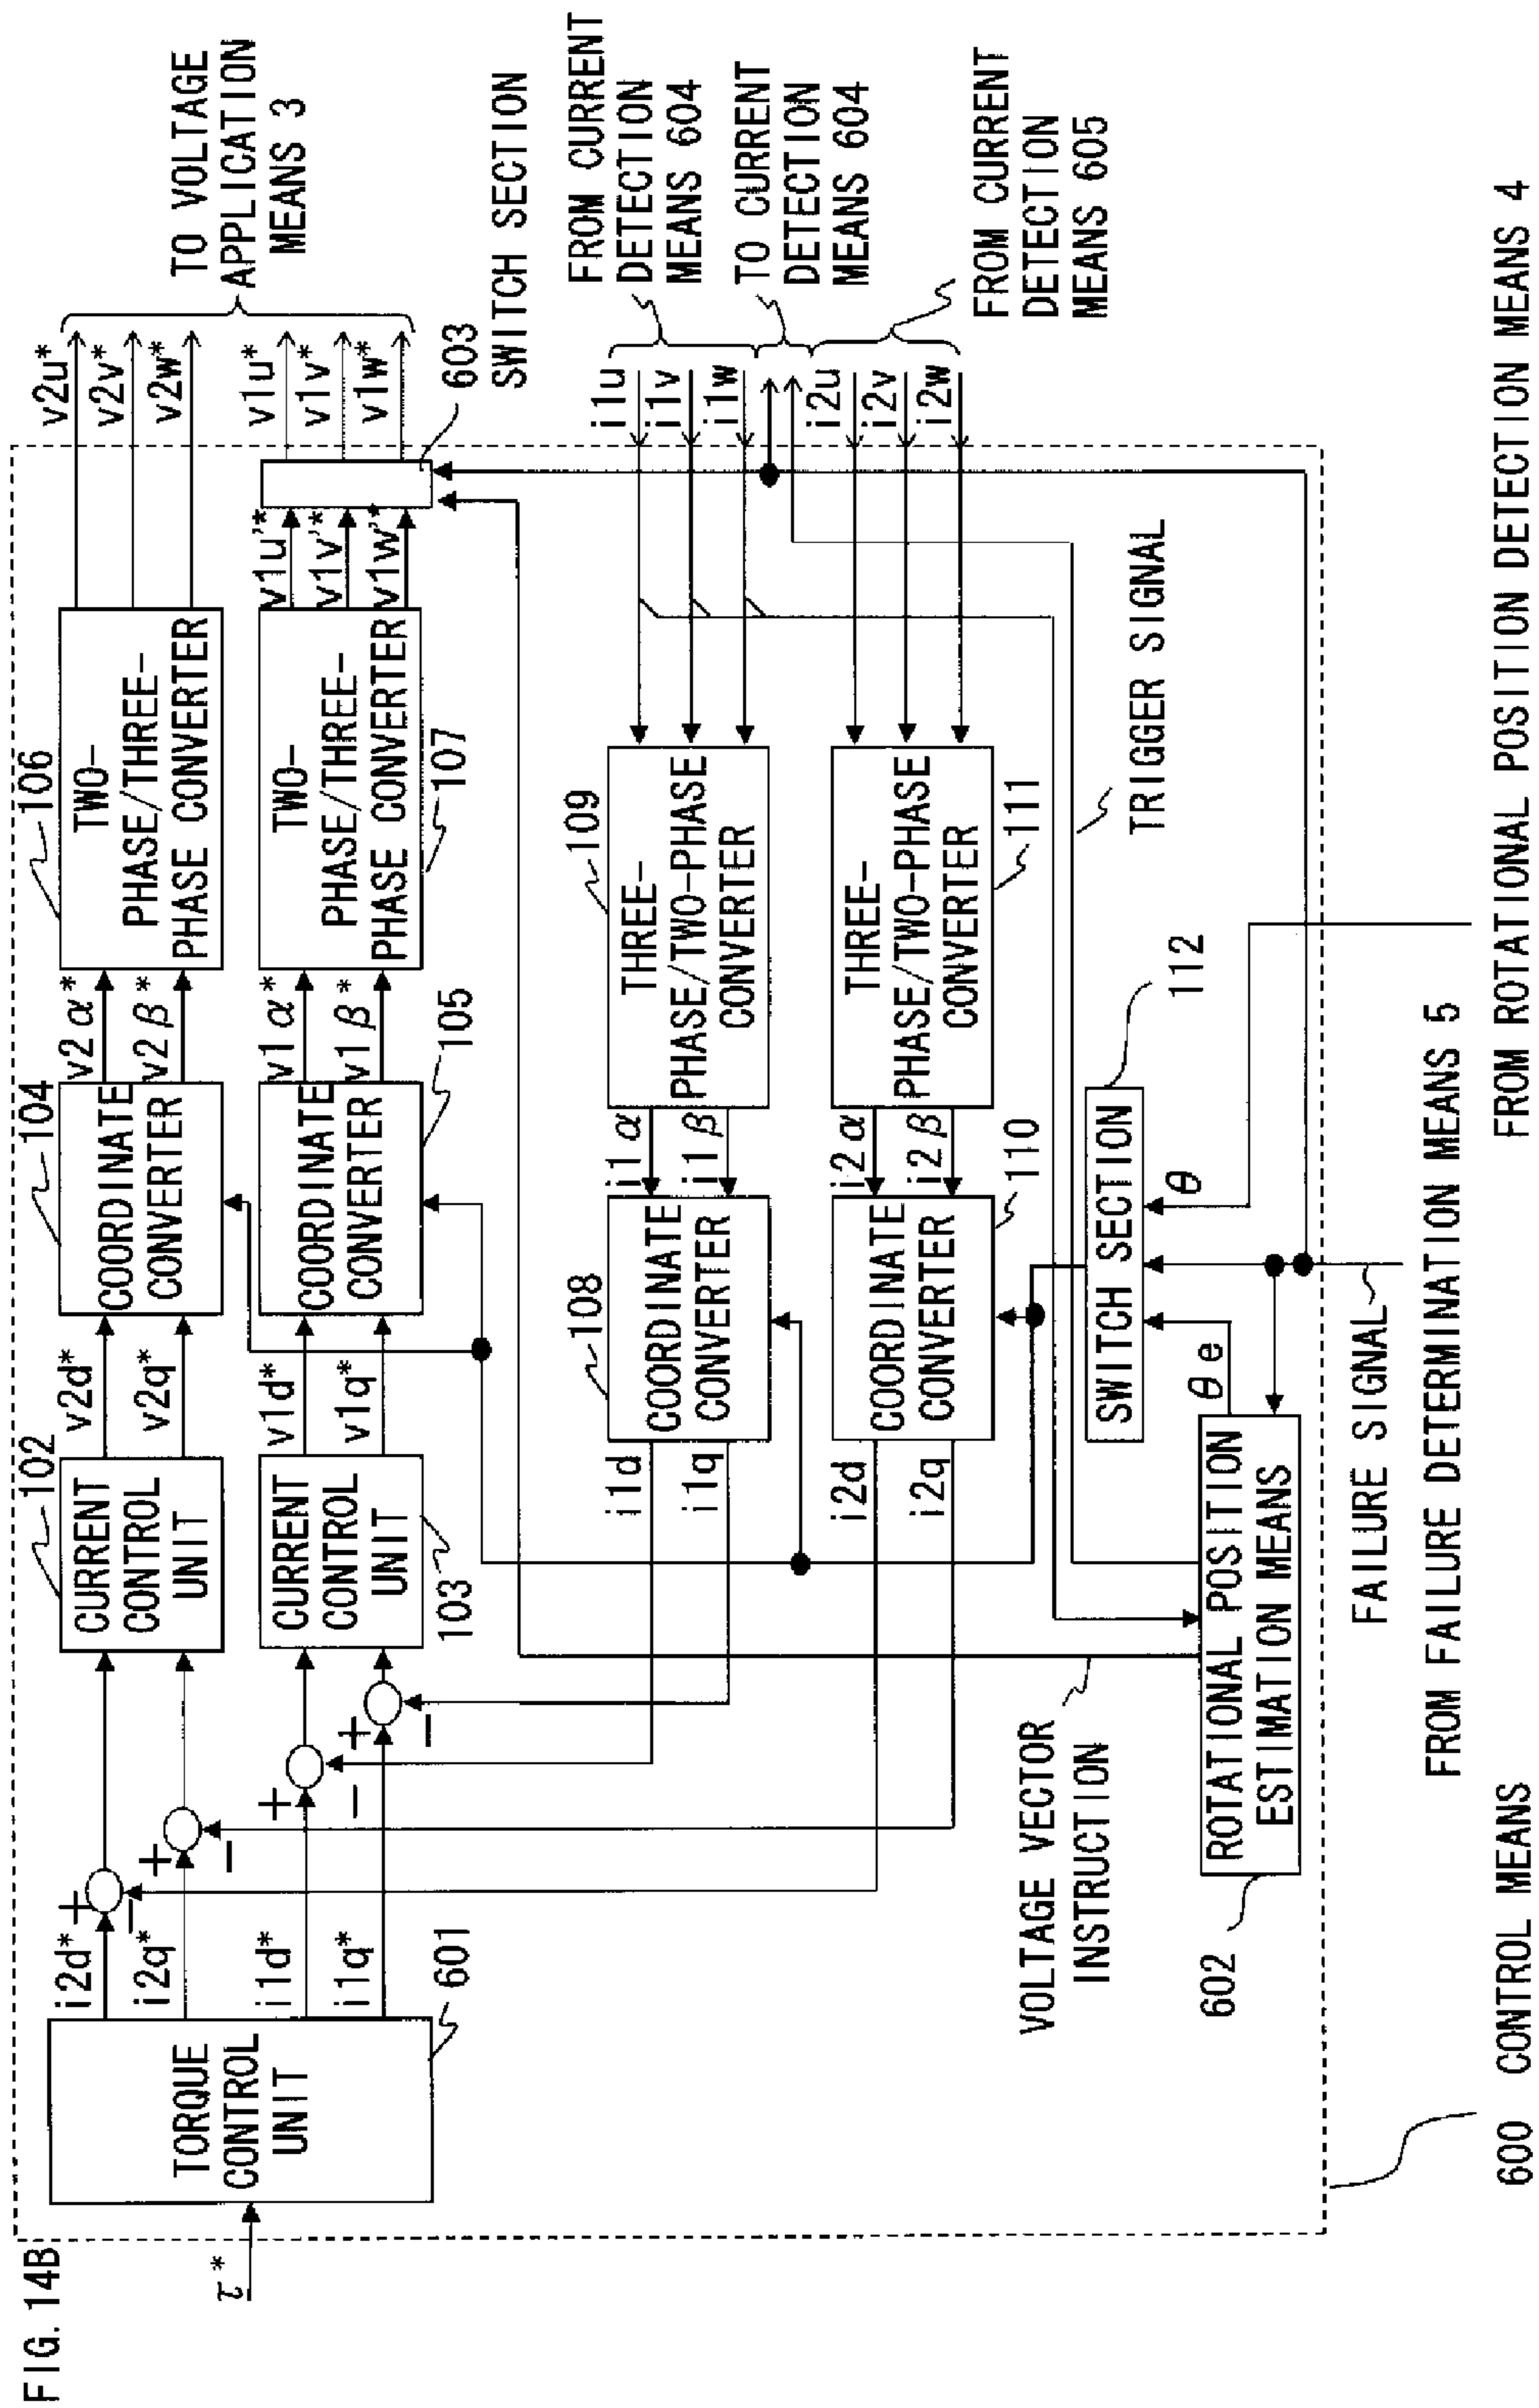 FIG. 14B
τ*
TORQUE
CONTROL
UNIT
601
i2d*
i2q*
i1d*
i1q*
+
−
+
−
+
−
+
−
102
CURRENT
CONTROL
UNIT
CURRENT
CONTROL
UNIT
103
v2d*
v2q*
v1d*
v1q*
104
COORDINATE
CONVERTER
COORDINATE
CONVERTER
105
v2α*
v2β*
v1α*
v1β*
106
TWO-
PHASE/THREE-
PHASE CONVERTER
TWO-
PHASE/THREE-
PHASE CONVERTER
107
v2u*
v2v*
v2w*
v1u'*
v1v'*
v1w'*
v1u*
v1v*
v1w*
TO VOLTAGE
APPLICATION
MEANS 3
603
SWITCH SECTION
108
COORDINATE
CONVERTER
i1d
i1q
i1α
i1β
109
THREE-
PHASE/TWO-PHASE
CONVERTER
i1u
i1v
i1w
FROM CURRENT
DETECTION
MEANS 604
TO CURRENT
DETECTION
MEANS 604
COORDINATE
CONVERTER
110
i2d
i2q
i2α
i2β
THREE-
PHASE/TWO-PHASE
CONVERTER
111
i2u
i2v
i2w
FROM CURRENT
DETECTION
MEANS 605
VOLTAGE VECTOR
INSTRUCTION
SWITCH SECTION
112
TRIGGER SIGNAL
θe
θ
602
ROTATIONAL POSITION
ESTIMATION MEANS
FAILURE SIGNAL
FROM FAILURE DETERMINATION MEANS 5
FROM ROTATIONAL POSITION DETECTION MEANS 4
600 CONTROL MEANS